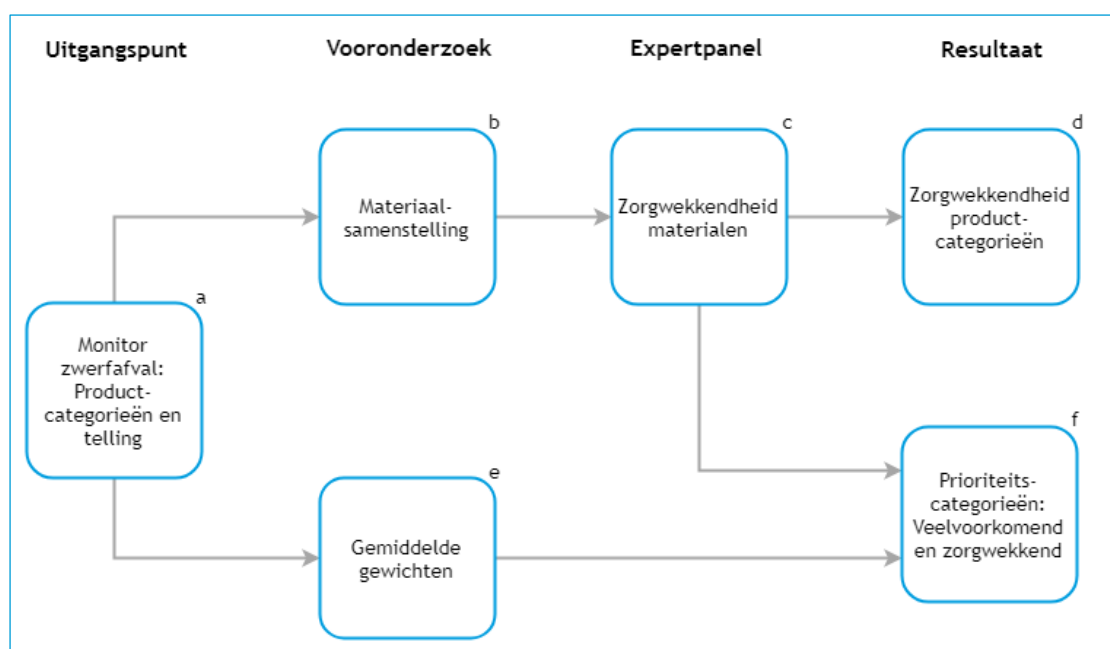 Uitgangspunt
Vooronderzoek
Expertpanel
Resultaat
a
Monitor
zwerfafval:
Product-
categorieën en
telling
b
Materiaal-
samenstelling
c
Zorgwekkendheid
materialen
d
Zorgwekkendheid
product-
categorieën
e
Gemiddelde
gewichten
f
Prioriteits-
categorieën:
Veelvoorkomend
en zorgwekkend